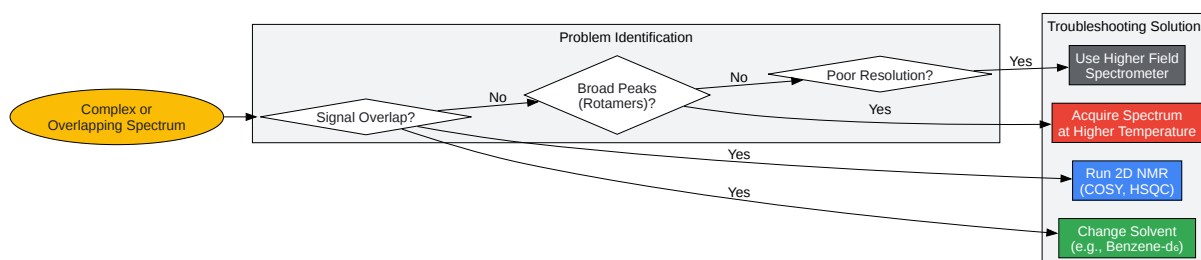 Problem Identification
Troubleshooting Solution
Complex or
Overlapping Spectrum
Signal Overlap?
No
Broad Peaks
(Rotamers)?
No
Poor Resolution?
Yes
Use Higher Field
Spectrometer
Yes
Acquire Spectrum
at Higher Temperature
Yes
Run 2D NMR
(COSY, HSQC)
Yes
Change Solvent
(e.g., Benzene-d₆)